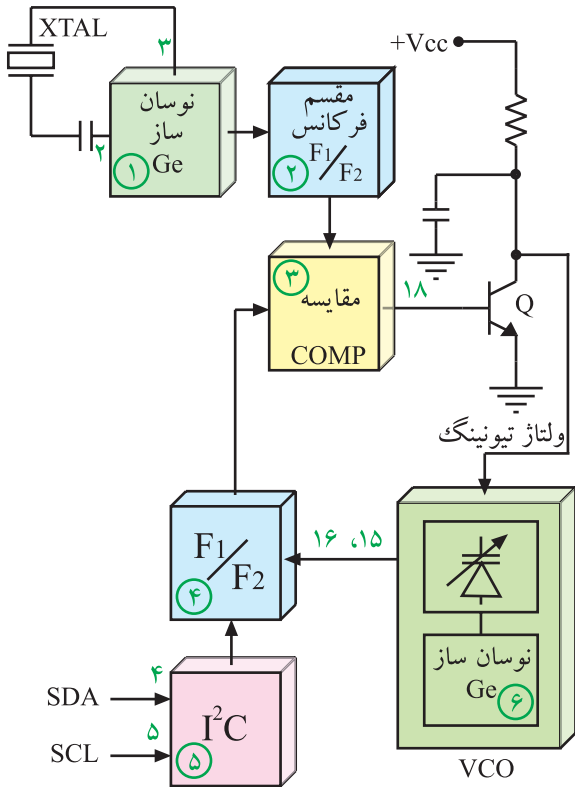 XTAL
۳
۲
نوسان
ساز
Ge
۱
مقسم
فرکانس
F1/F2
۲
+Vcc
۳
مقایسه
COMP
۱۸
Q
ولتاژ تیونینگ
F1/F2
۴
۱۵، ۱۶
نوسان ساز
Ge
۶
VCO
SDA
۴
SCL
۵
I²C
۵